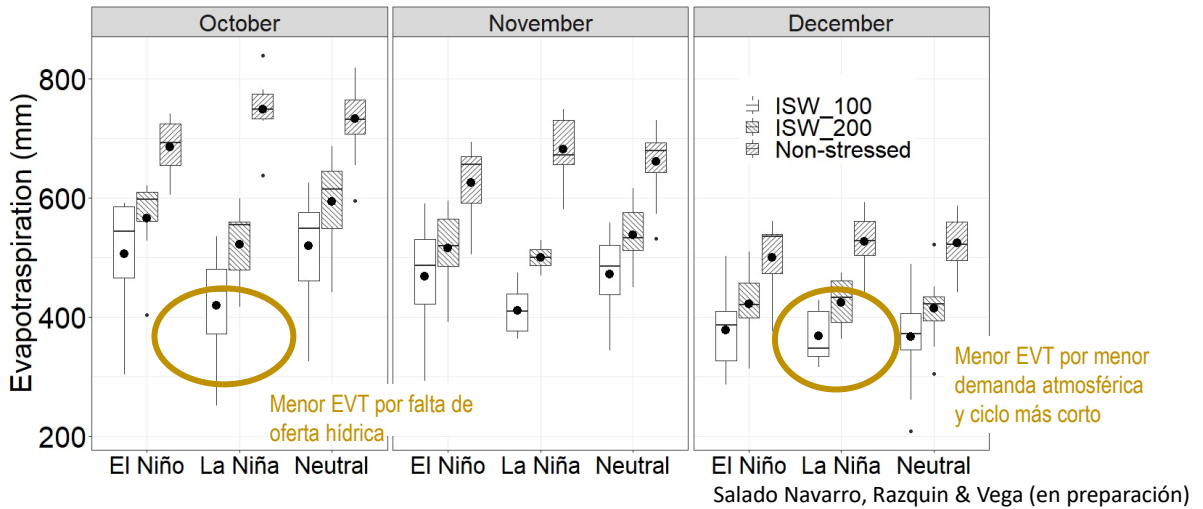 October
November
December
Evapotraspiration (mm)
800
600
400
200
ISW_100
ISW_200
Non-stressed
Menor EVT por falta de
oferta hídrica
Menor EVT por menor
demanda atmosférica
y ciclo más corto
El Niño La Niña Neutral
El Niño La Niña Neutral
El Niño La Niña Neutral
Salado Navarro, Razquin & Vega (en preparación)